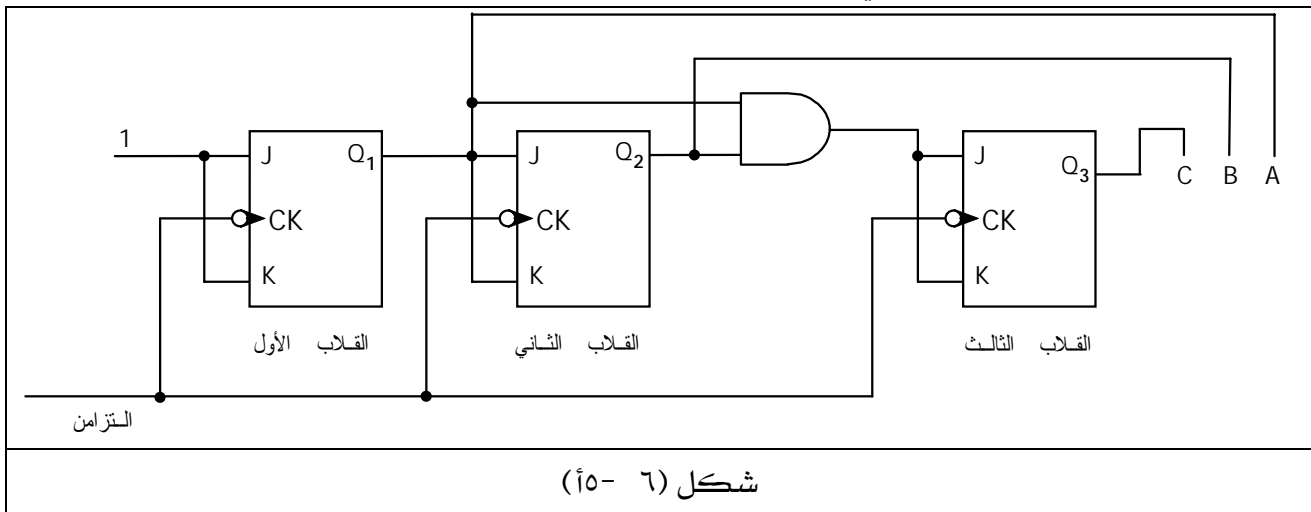 1
J Q1 J Q2 J Q3 C B A
CK CK CK
K K K
القلاب الأول القلاب الثاني القلاب الثالث
التزامن
شكل (٦ -٥أ)